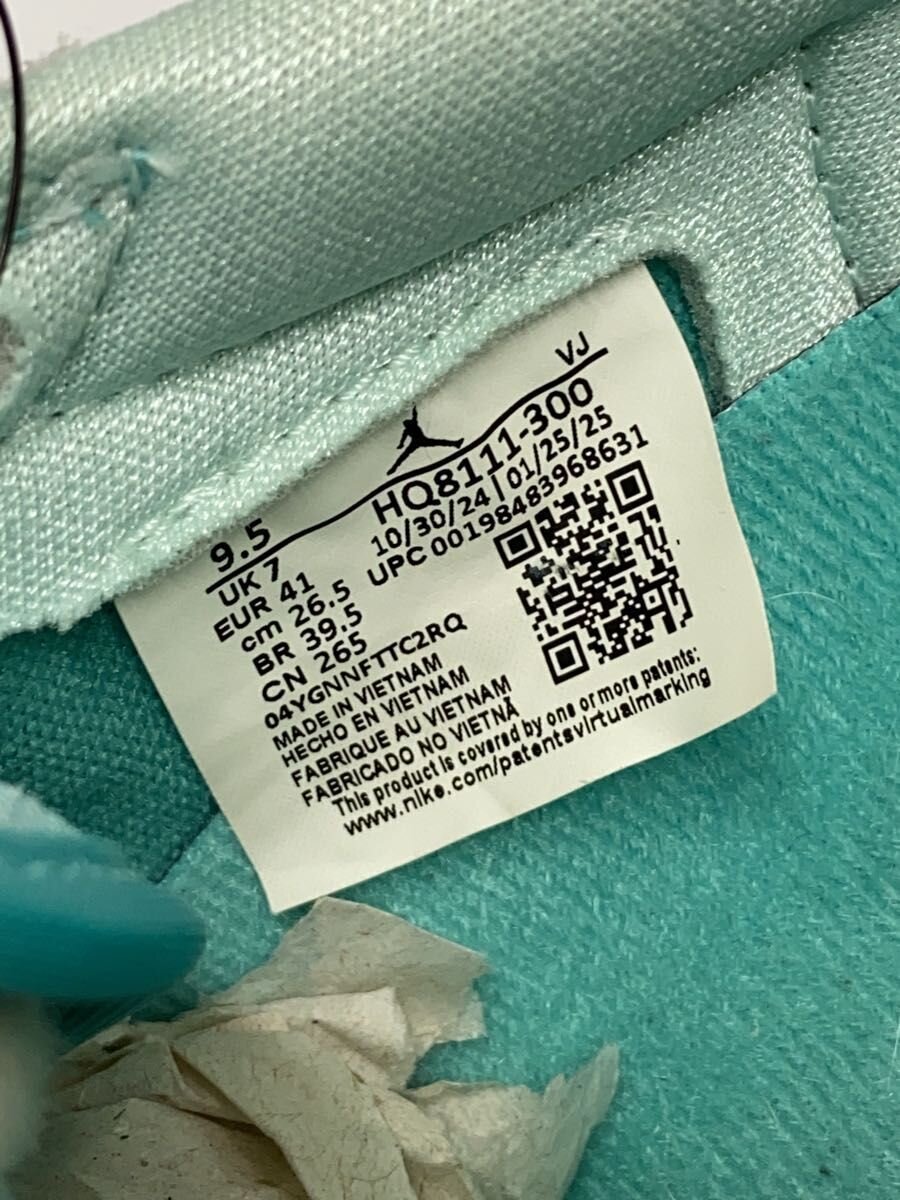 VJ
9.5
HQ8111-300
UK 7
10/30/24 | 01/25/25
EUR 41
UPC 00198483968631
cm 26.5
BR 39.5
CN 265
04YGNNFTTC2RQ
MADE IN VIETNAM
HECHO EN VIETNAM
FABRIQUE AU VIETNAM
FABRICADO NO VIETNÃ
This product is covered by one or more patents:
www.nike.com/patentsvirtualmarking